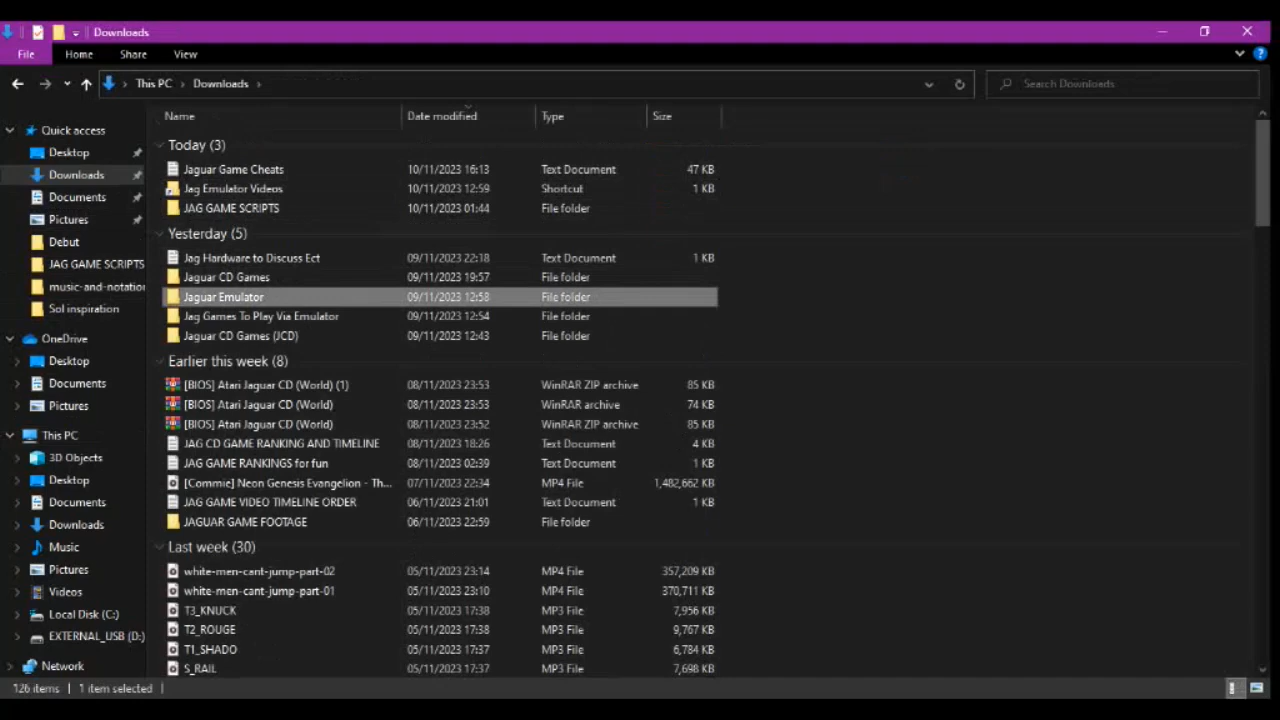 Downloads
File Home Share View
This PC Downloads
Search Downloads
Name Date modified Type Size
Quick access
Desktop
Downloads
Documents
Pictures
Debut
JAG GAME SCRIPTS
music-and-notatio
Sol inspiration
OneDrive
Desktop
Documents
Pictures
This PC
3D Objects
Desktop
Documents
Downloads
Music
Pictures
Videos
Local Disk (C:)
EXTERNAL_USB (D:)
Network
Today (3)
Jaguar Game Cheats 10/11/2023 16:13 Text Document 47 KB
Jag Emulator Videos 10/11/2023 12:59 Shortcut 1 KB
JAG GAME SCRIPTS 10/11/2023 01:44 File folder
Yesterday (5)
Jag Hardware to Discuss Ect 09/11/2023 22:18 Text Document 1 KB
Jaguar CD Games 09/11/2023 19:57 File folder
Jaguar Emulator 09/11/2023 12:58 File folder
Jag Games To Play Via Emulator 09/11/2023 12:54 File folder
Jaguar CD Games (JCD) 09/11/2023 12:43 File folder
Earlier this week (8)
[BIOS] Atari Jaguar CD (World) (1) 08/11/2023 23:53 WinRAR ZIP archive 85 KB
[BIOS] Atari Jaguar CD (World) 08/11/2023 23:53 WinRAR archive 74 KB
[BIOS] Atari Jaguar CD (World) 08/11/2023 23:52 WinRAR ZIP archive 85 KB
JAG CD GAME RANKING AND TIMELINE 08/11/2023 18:26 Text Document 4 KB
JAG GAME RANKINGS for fun 08/11/2023 02:39 Text Document 1 KB
[Commie] Neon Genesis Evangelion - Th... 07/11/2023 22:34 MP4 File 1,482,662 KB
JAG GAME VIDEO TIMELINE ORDER 06/11/2023 21:01 Text Document 1 KB
JAGUAR GAME FOOTAGE 06/11/2023 22:59 File folder
Last week (30)
white-men-cant-jump-part-02 05/11/2023 23:14 MP4 File 357,209 KB
white-men-cant-jump-part-01 05/11/2023 23:10 MP4 File 370,711 KB
T3_KNUCK 05/11/2023 17:38 MP3 File 7,956 KB
T2_ROUGE 05/11/2023 17:38 MP3 File 9,767 KB
T1_SHADO 05/11/2023 17:37 MP3 File 6,784 KB
S_RAIL 05/11/2023 17:37 MP3 File 7,698 KB
126 items 1 item selected